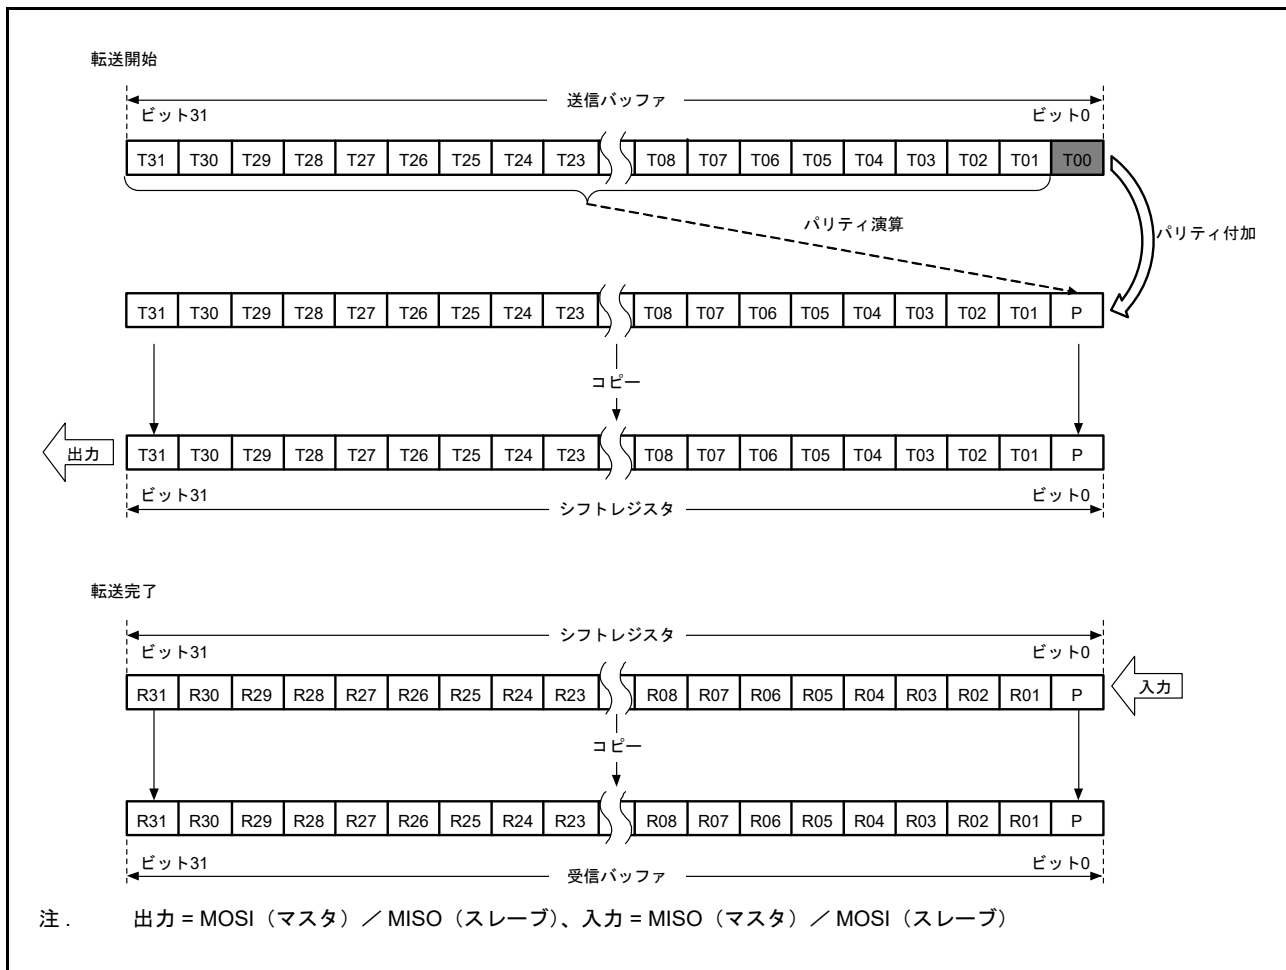 転送開始
送信バッファ
ビット31 ビット0
T31 T30 T29 T28 T27 T26 T25 T24 T23 T08 T07 T06 T05 T04 T03 T02 T01 T00
パリティ演算
パリティ付加
T31 T30 T29 T28 T27 T26 T25 T24 T23 T08 T07 T06 T05 T04 T03 T02 T01 P
コピー
出力
T31 T30 T29 T28 T27 T26 T25 T24 T23 T08 T07 T06 T05 T04 T03 T02 T01 P
ビット31 ビット0
シフトレジスタ
転送完了
シフトレジスタ
ビット31 ビット0
R31 R30 R29 R28 R27 R26 R25 R24 R23 R08 R07 R06 R05 R04 R03 R02 R01 P
入力
コピー
R31 R30 R29 R28 R27 R26 R25 R24 R23 R08 R07 R06 R05 R04 R03 R02 R01 P
ビット31 ビット0
受信バッファ
注. 出力 = MOSI（マスタ）／ MISO（スレーブ）、入力 = MISO（マスタ）／ MOSI（スレーブ）